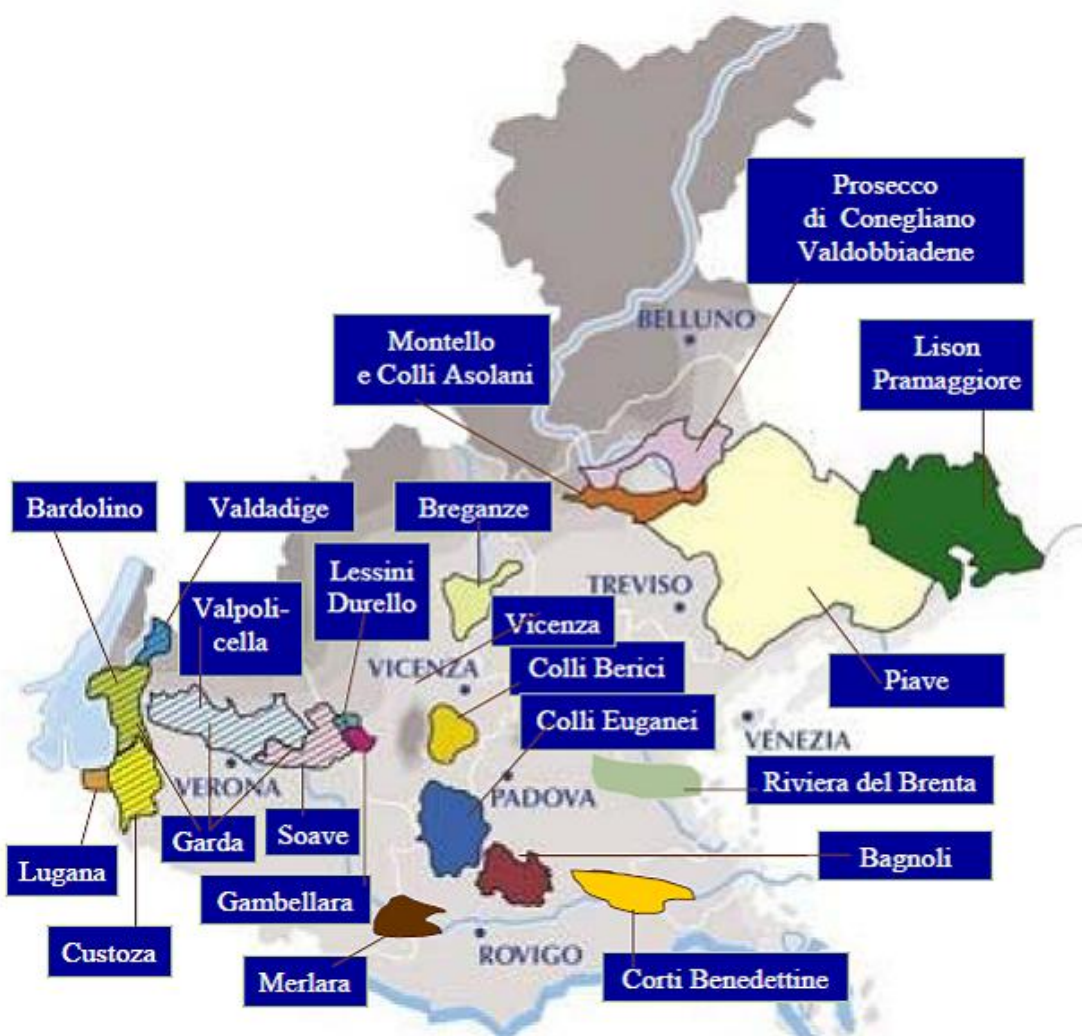 Prosecco
di Conegliano
Valdobbiadene
BELLUNO
Montello
e Colli Asolani
Lison
Pramaggiore
Bardolino
Valdadige
Breganze
Lessini
Durello
TREVISO
Valpoli-
cella
Vicenza
VICENZA
Colli Berici
Piave
Colli Euganei
VENEZIA
VERONA
PADOVA
Riviera del Brenta
Garda
Soave
Lugana
Bagnoli
Gambellara
Custoza
ROVIGO
Merlara
Corti Benedettine